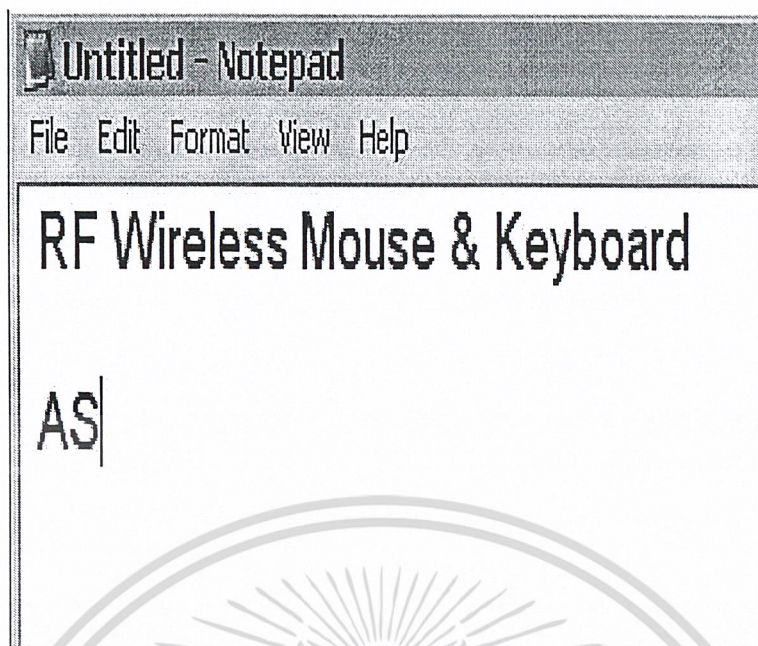 Untitled - Notepad
File Edit Format View Help
RF Wireless Mouse & Keyboard
AS